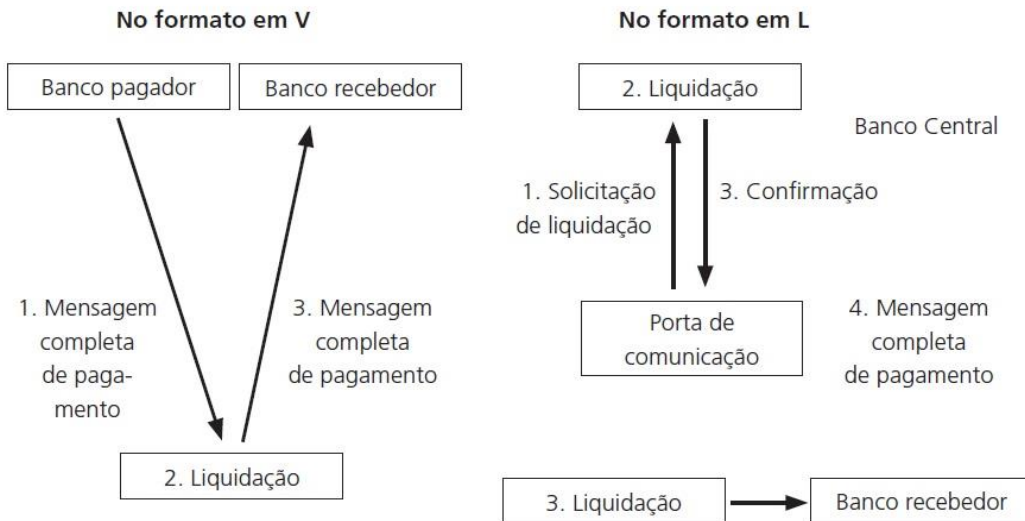 No formato em V
Banco pagador
Banco recebedor
1. Mensagem
completa
de paga-
mento
3. Mensagem
completa
de pagamento
2. Liquidação
No formato em L
2. Liquidação
Banco Central
1. Solicitação
de liquidação
3. Confirmação
Porta de
comunicação
4. Mensagem
completa
de pagamento
3. Liquidação
Banco recebedor